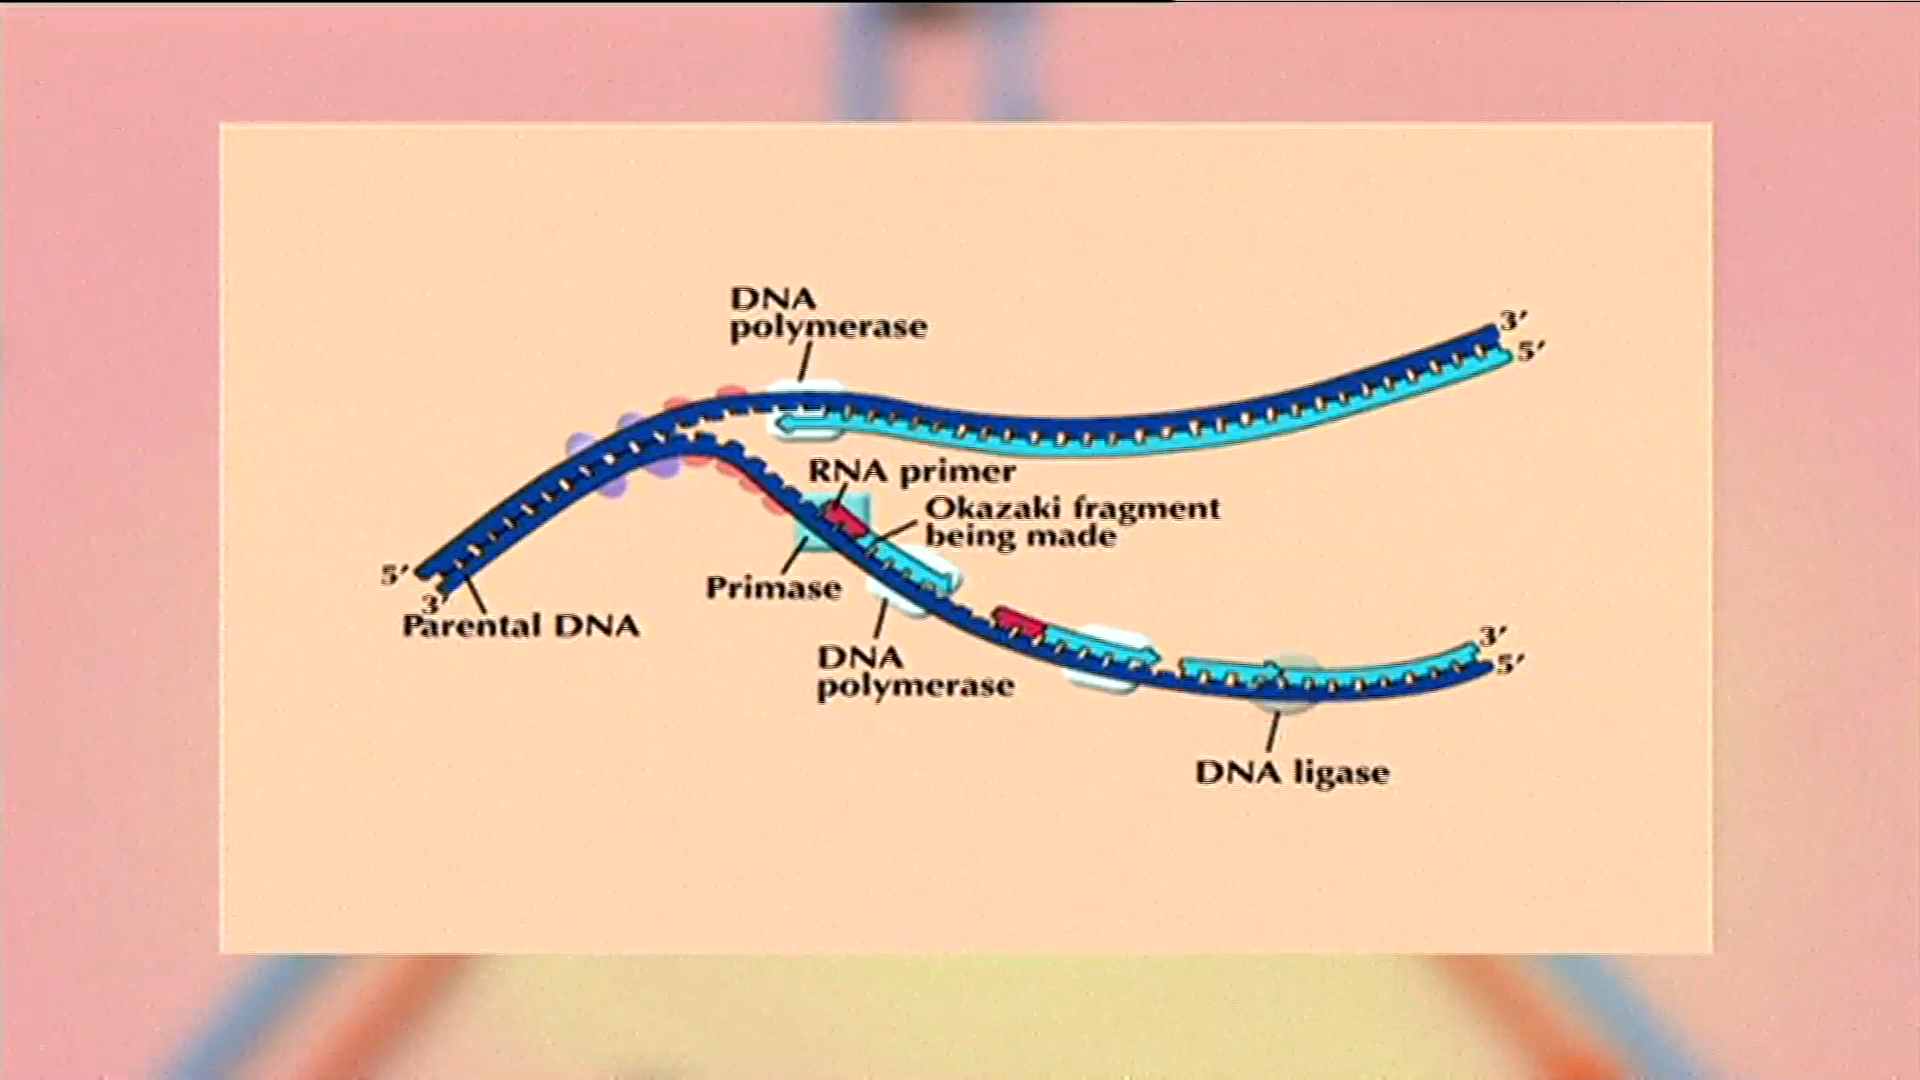 DNA
polymerase
3′
5′
RNA primer
Okazaki fragment
being made
5′
3′
Primase
Parental DNA
DNA
polymerase
3′
5′
DNA ligase